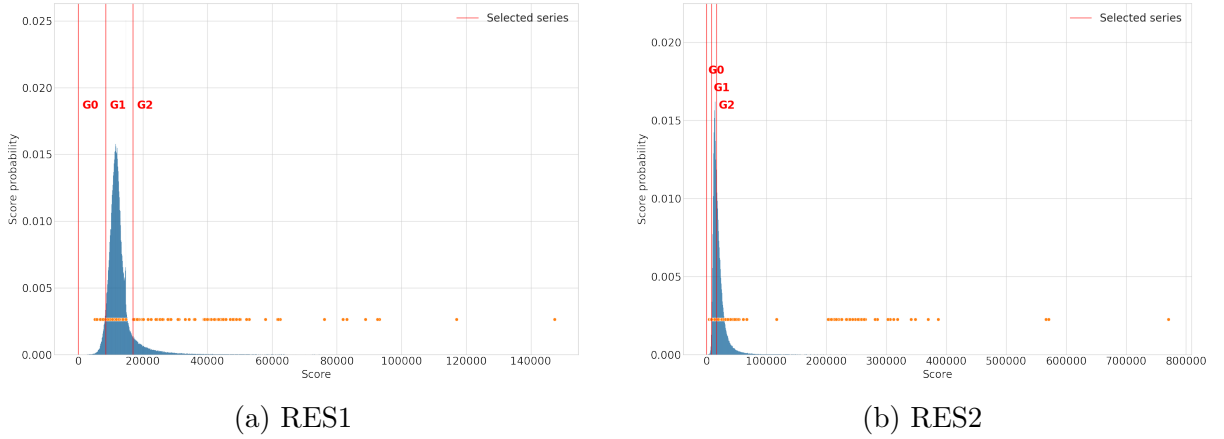 Selected series
0.025
0.020
0.015
0.010
0.005
0.000
G0 G1 G2
Score probability
0 20000 40000 60000 80000 100000 120000 140000
Score
(a) RES1
Selected series
0.020
0.015
0.010
0.005
0.000
G0
G1
G2
Score probability
0 100000 200000 300000 400000 500000 600000 700000 800000
Score
(b) RES2